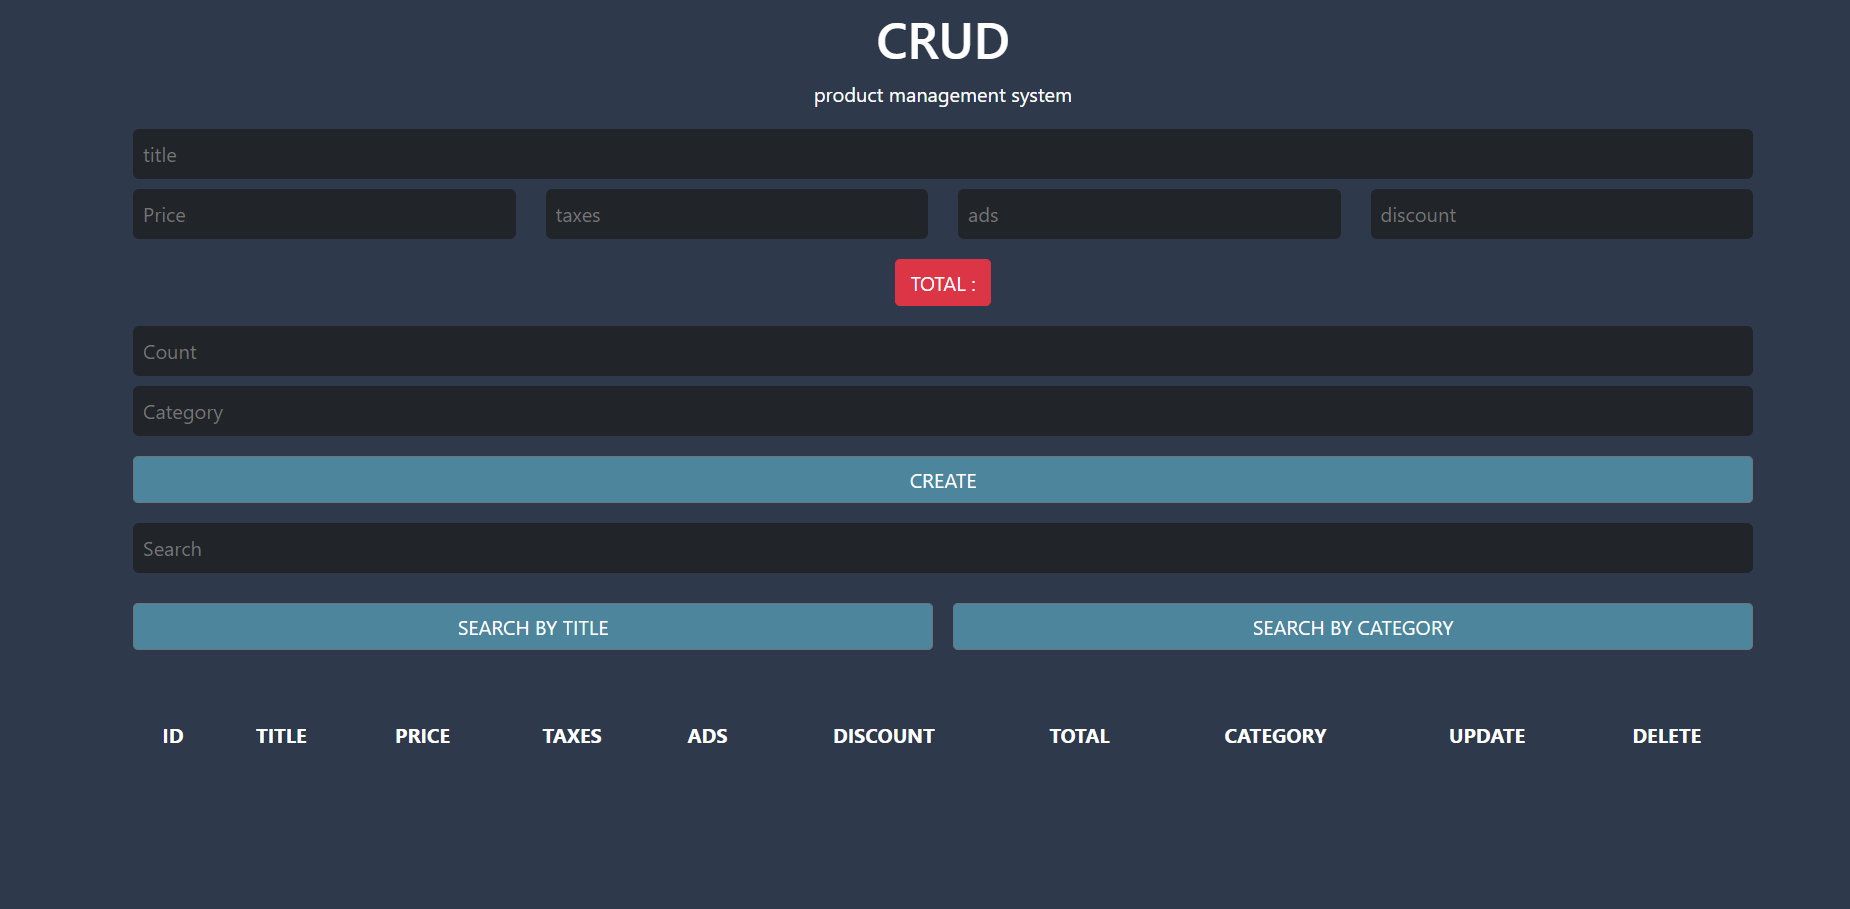 CRUD
product management system
title
Price taxes ads discount
TOTAL :
Count
Category
CREATE
Search
SEARCH BY TITLE SEARCH BY CATEGORY
ID TITLE PRICE TAXES ADS DISCOUNT TOTAL CATEGORY UPDATE DELETE